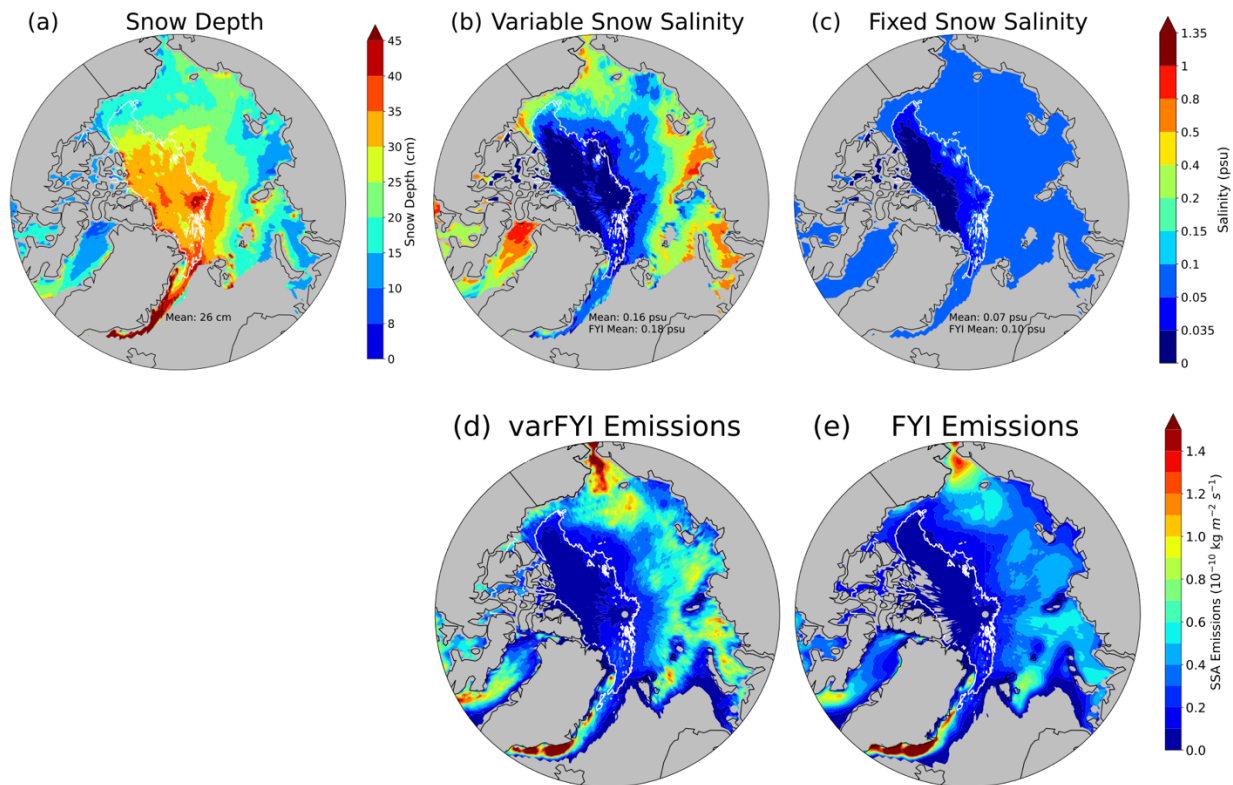 (a) Snow Depth
(b) Variable Snow Salinity
(c) Fixed Snow Salinity
45
40
35
30
25
20
15
10
8
0
Snow Depth (cm)
Mean: 26 cm
Mean: 0.16 psu
FYI Mean: 0.18 psu
Mean: 0.07 psu
FYI Mean: 0.10 psu
1.35
1
0.8
0.5
0.4
0.2
0.15
0.1
0.05
0.035
0
Salinity (psu)
(d) varFYI Emissions
(e) FYI Emissions
1.4
1.2
1.0
0.8
0.6
0.4
0.2
0.0
SSA Emissions (10⁻¹⁰ kg m⁻² s⁻¹)